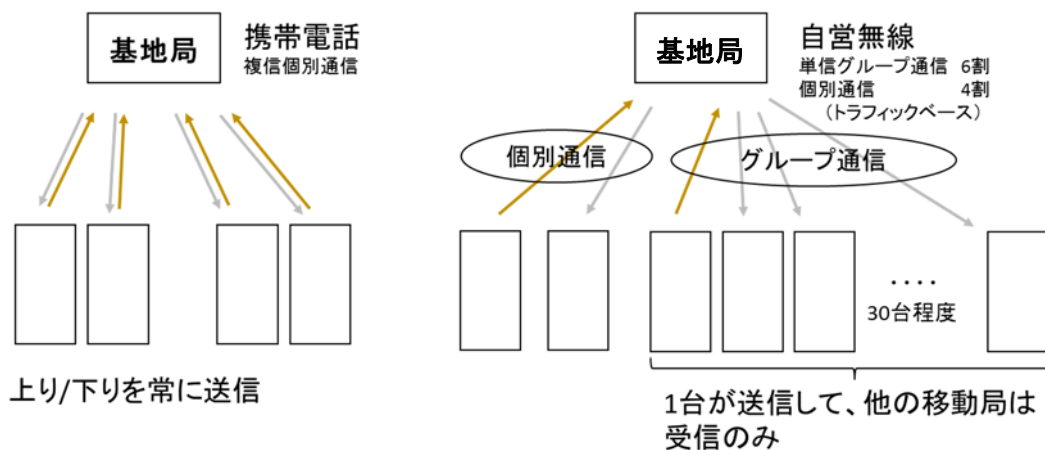 基地局
携帯電話
複信個別通信
上り/下りを常に送信
基地局
自営無線
単信グループ通信 6割
個別通信 4割
（トラフィックベース）
個別通信
グループ通信
････
30台程度
1台が送信して、他の移動局は
受信のみ